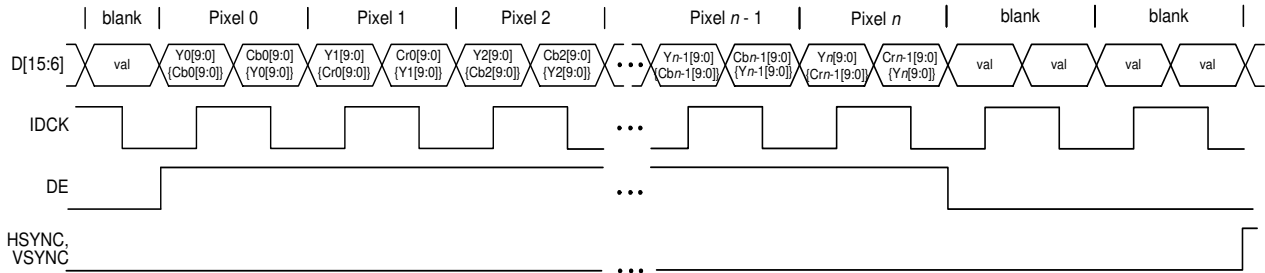 | blank | Pixel 0 | Pixel 1 | Pixel 2 | Pixel n - 1 | Pixel n | blank | blank |
D[15:6]
val
Y0[9:0]
{Cb0[9:0]}
Cb0[9:0]
{Y0[9:0]}
Y1[9:0]
{Cr0[9:0]}
Cr0[9:0]
{Y1[9:0]}
Y2[9:0]
{Cb2[9:0]}
Cb2[9:0]
{Y2[9:0]}
•••
Yn-1[9:0]
{Cbn-1[9:0]}
Cbn-1[9:0]
{Yn-1[9:0]}
Yn[9:0]
{Crn-1[9:0]}
Crn-1[9:0]
{Yn[9:0]}
val
val
val
val
IDCK
•••
DE
•••
HSYNC,
VSYNC
•••